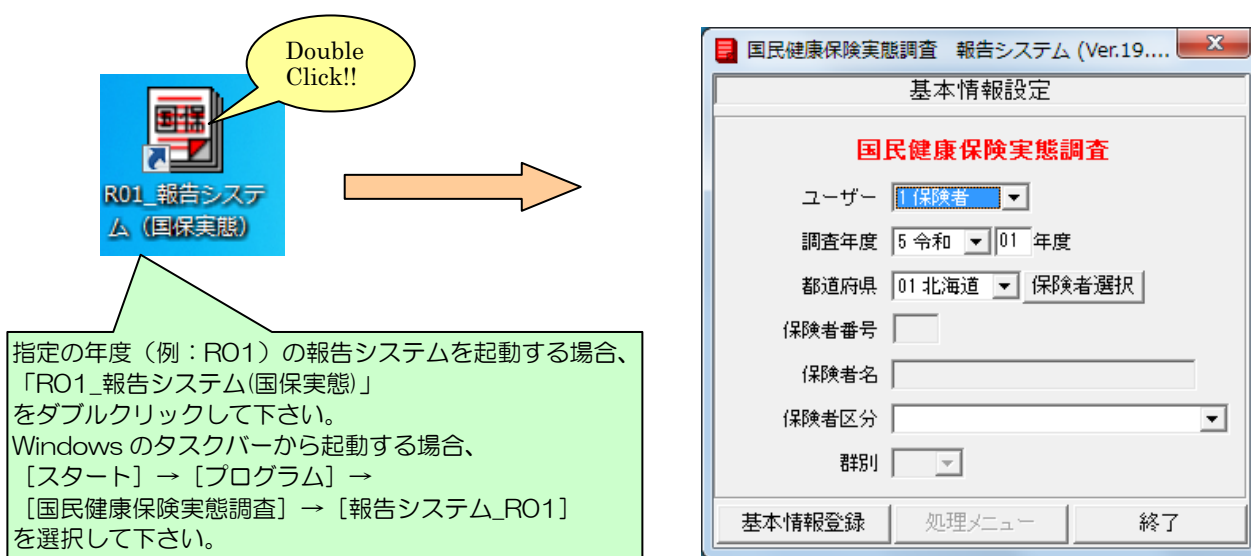 Double
Click!!
国保
R01_報告システ
ム（国保実態）
指定の年度（例：R01）の報告システムを起動する場合、
「R01_報告システム(国保実態)」
をダブルクリックして下さい。
Windows のタスクバーから起動する場合、
［スタート］→［プログラム］→
［国民健康保険実態調査］→［報告システム_R01］
を選択して下さい。
国民健康保険実態調査　報告システム (Ver.19....
基本情報設定
国民健康保険実態調査
ユーザー 1 保険者
調査年度 5 令和 01 年度
都道府県 01 北海道 保険者選択
保険者番号
保険者名
保険者区分
群別
基本情報登録 処理メニュー 終了